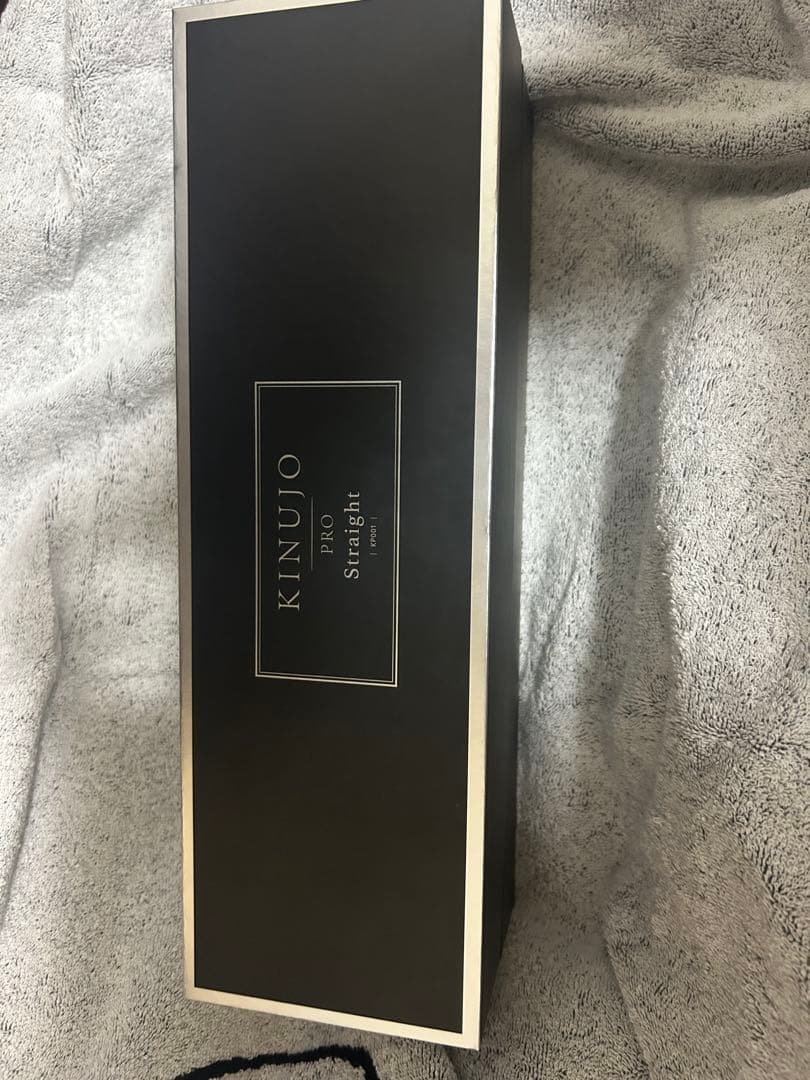 KINUJO
PRO
Straight
| KP001 |